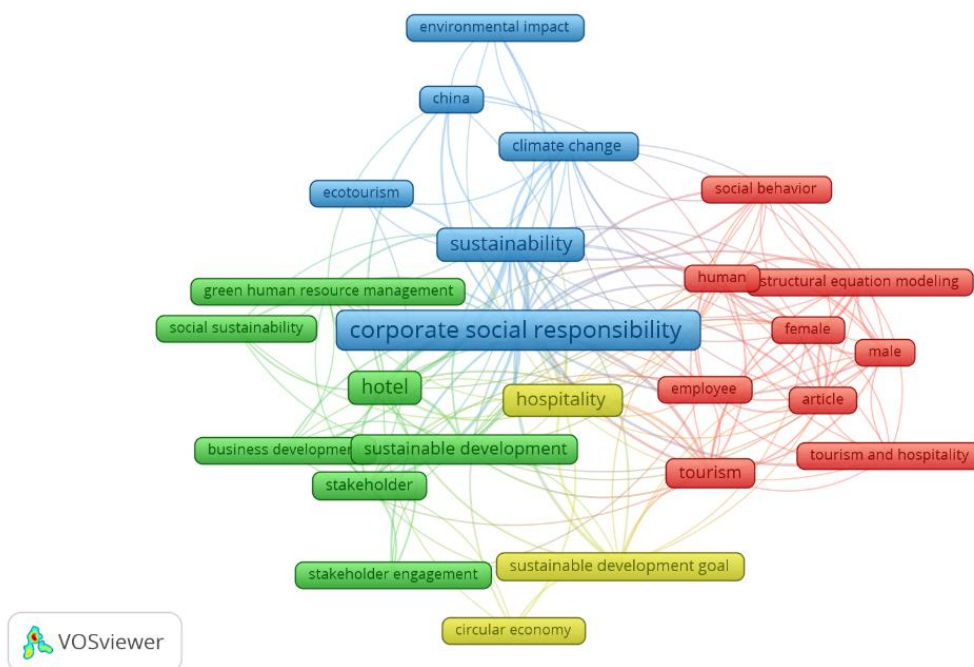 environmental impact
china
climate change
social behavior
ecotourism
sustainability
human
structural equation modeling
green human resource management
social sustainability
corporate social responsibility
female
male
hotel
employee
hospitality
article
business development
sustainable development
tourism and hospitality
tourism
stakeholder
sustainable development goal
stakeholder engagement
circular economy
VOSviewer